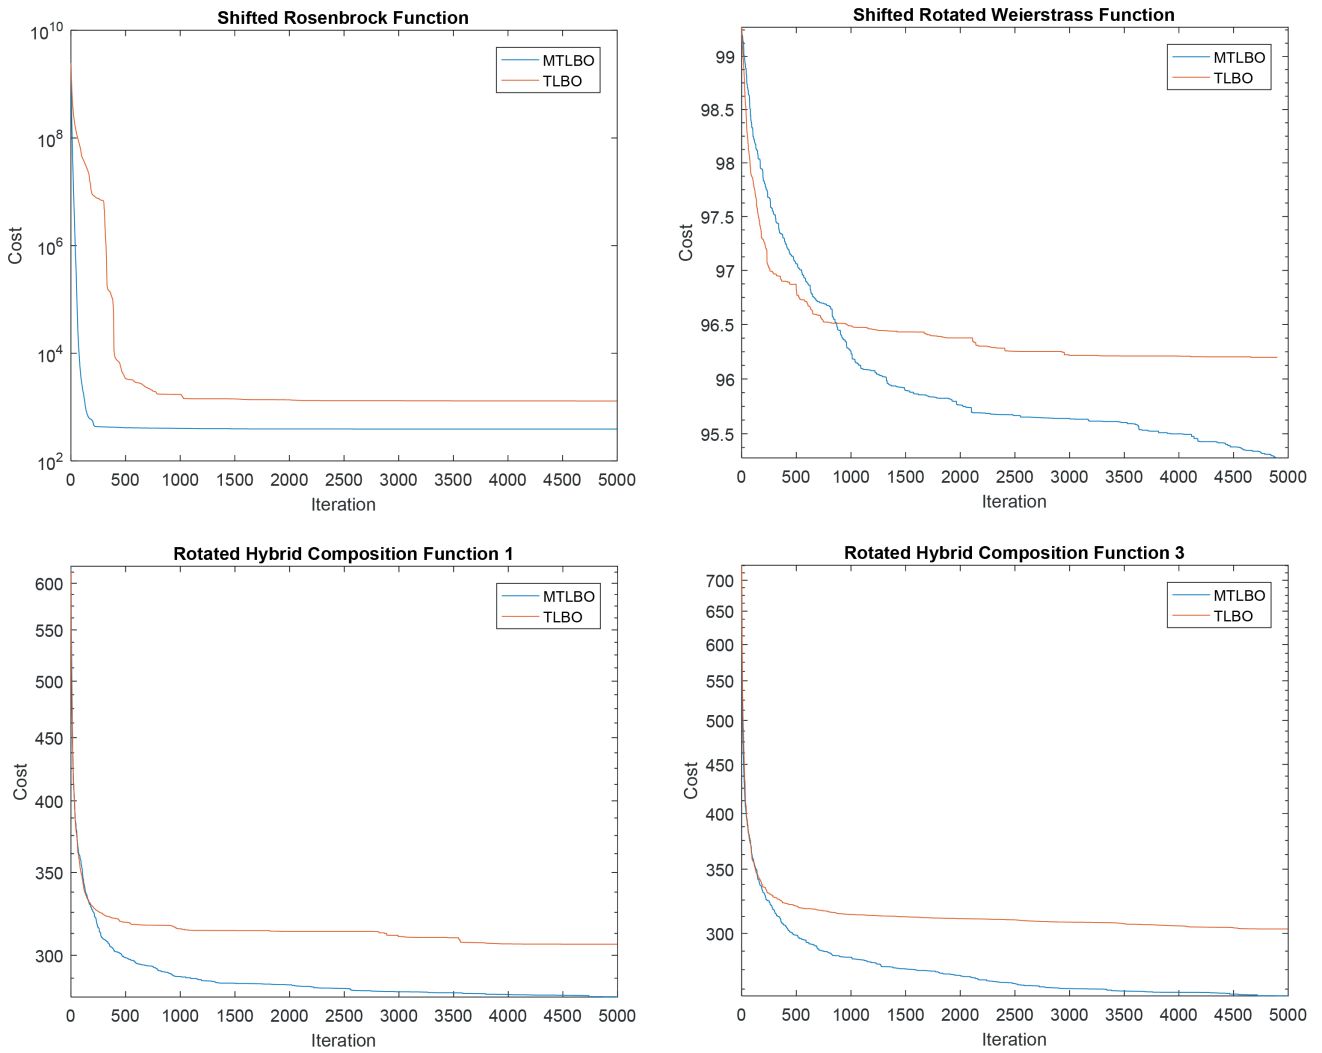 Shifted Rosenbrock Function
10^10
10^8
10^6
10^4
10^2
Cost
MTLBO
TLBO
0 500 1000 1500 2000 2500 3000 3500 4000 4500 5000
Iteration
Shifted Rotated Weierstrass Function
99
98.5
98
97.5
97
96.5
96
95.5
Cost
MTLBO
TLBO
0 500 1000 1500 2000 2500 3000 3500 4000 4500 5000
Iteration
Rotated Hybrid Composition Function 1
600
550
500
450
400
350
300
Cost
MTLBO
TLBO
0 500 1000 1500 2000 2500 3000 3500 4000 4500 5000
Iteration
Rotated Hybrid Composition Function 3
700
650
600
550
500
450
400
350
300
Cost
MTLBO
TLBO
0 500 1000 1500 2000 2500 3000 3500 4000 4500 5000
Iteration